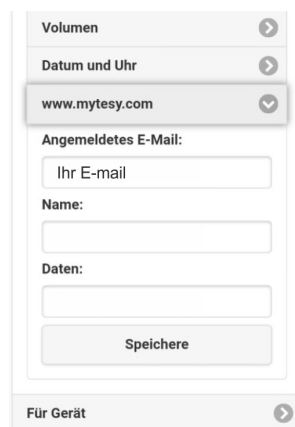 Volumen
Datum und Uhr
www.mytesy.com
Angemeldetes E-Mail:
Ihr E-mail
Name:
Daten:
Speichere
Für Gerät